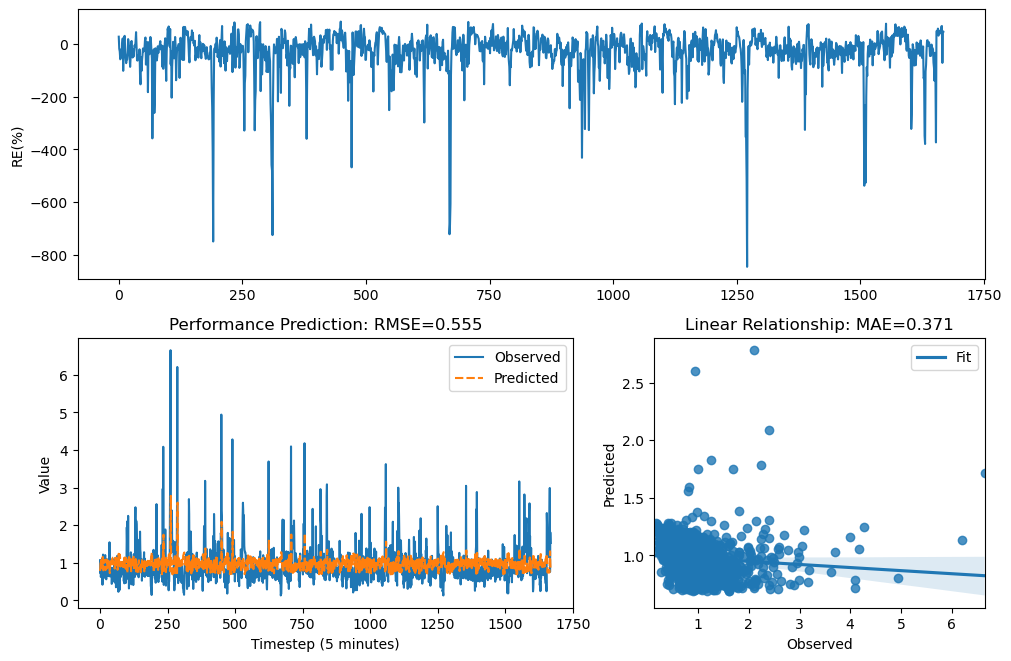 0
−200
−400
−600
−800
RE(%)
0 250 500 750 1000 1250 1500 1750
Performance Prediction: RMSE=0.555
Observed
Predicted
6
5
4
3
2
1
0
Value
0 250 500 750 1000 1250 1500 1750
Timestep (5 minutes)
Linear Relationship: MAE=0.371
Fit
2.5
2.0
1.5
1.0
Predicted
1 2 3 4 5 6
Observed